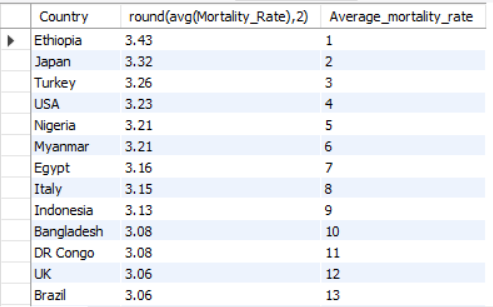 Country round(avg(Mortality_Rate),2) Average_mortality_rate
Ethiopia 3.43 1
Japan 3.32 2
Turkey 3.26 3
USA 3.23 4
Nigeria 3.21 5
Myanmar 3.21 6
Egypt 3.16 7
Italy 3.15 8
Indonesia 3.13 9
Bangladesh 3.08 10
DR Congo 3.08 11
UK 3.06 12
Brazil 3.06 13